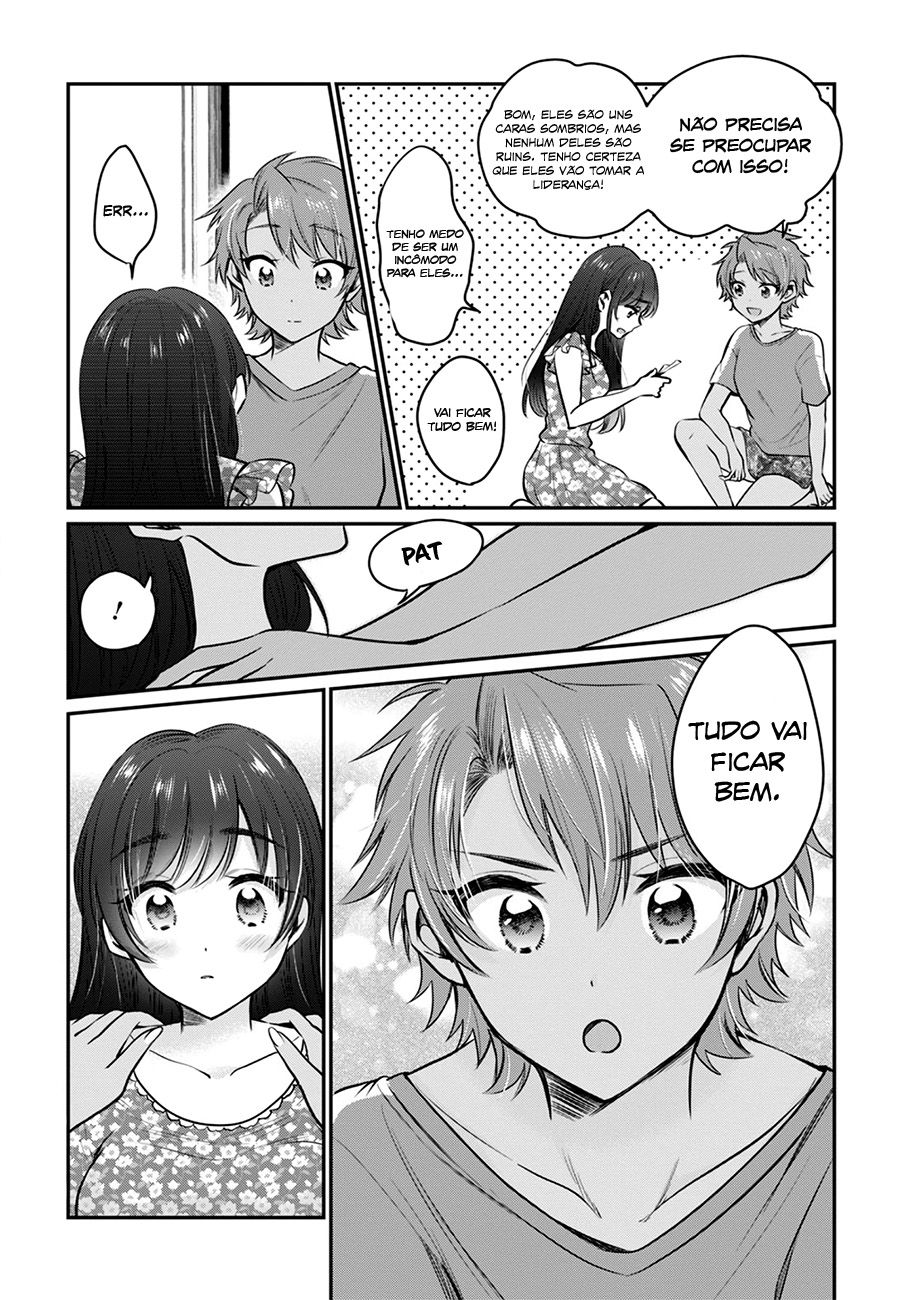 NÃO PRECISA
SE PREOCUPAR
COM ISSO!
BOM, ELES SÃO UNS
CARAS SOMBRIOS, MAS
NENHUM DELES SÃO
RUINS. TENHO CERTEZA
QUE ELES VÃO TOMAR A
LIDERANÇA!
TENHO MEDO
DE SER UM
INCÔMODO
PARA ELES...
VAI FICAR
TUDO BEM!
ERR...
PAT
!
TUDO VAI
FICAR
BEM.